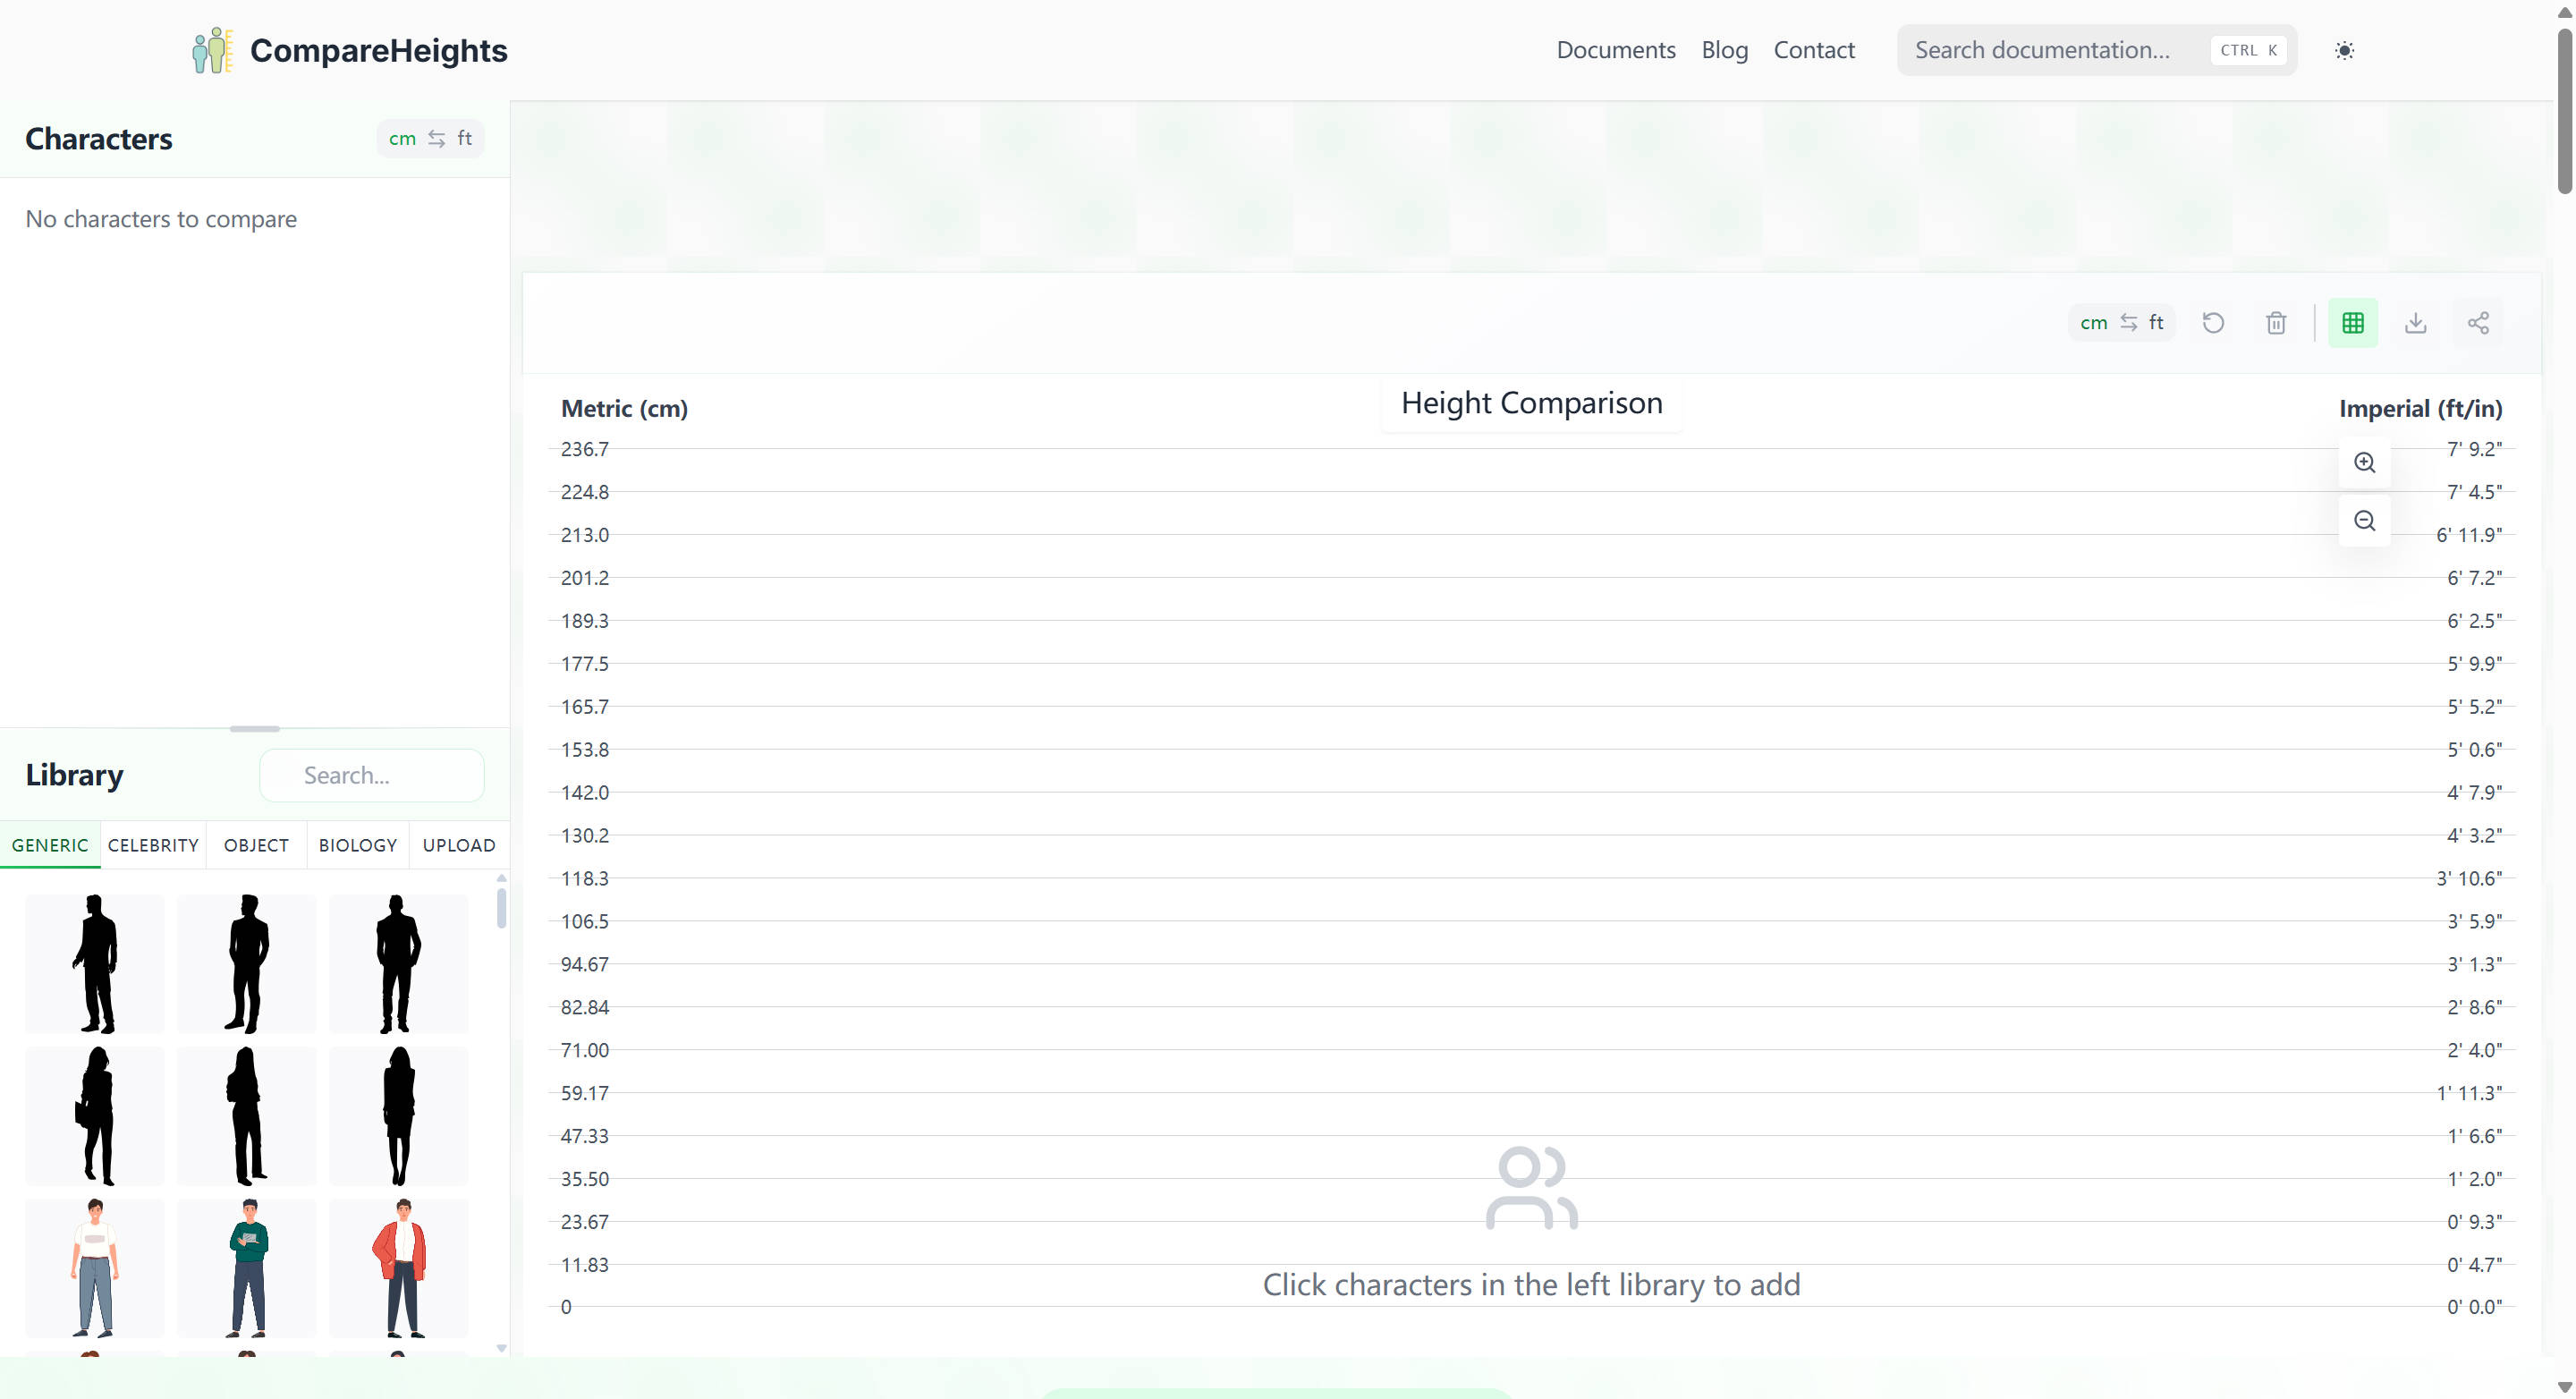 CompareHeights
Documents
Blog
Contact
Search documentation...
CTRL K
Characters
cm ft
No characters to compare
Library
Search...
GENERIC
CELEBRITY
OBJECT
BIOLOGY
UPLOAD
cm ft
Metric (cm)
Height Comparison
Imperial (ft/in)
236.7 7' 9.2"
224.8 7' 4.5"
213.0 6' 11.9"
201.2 6' 7.2"
189.3 6' 2.5"
177.5 5' 9.9"
165.7 5' 5.2"
153.8 5' 0.6"
142.0 4' 7.9"
130.2 4' 3.2"
118.3 3' 10.6"
106.5 3' 5.9"
94.67 3' 1.3"
82.84 2' 8.6"
71.00 2' 4.0"
59.17 1' 11.3"
47.33 1' 6.6"
35.50 1' 2.0"
23.67 0' 9.3"
11.83 0' 4.7"
Click characters in the left library to add
0 0' 0.0"